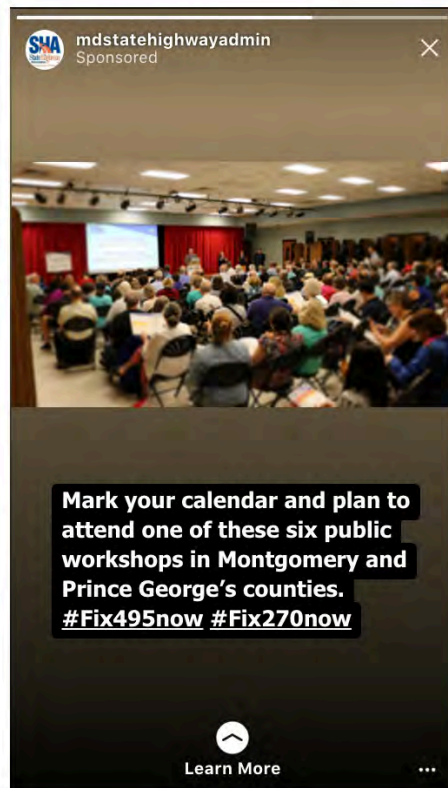 mdstatehighwayadmin
Sponsored
SHA
Mark your calendar and plan to
attend one of these six public
workshops in Montgomery and
Prince George’s counties.
#Fix495now #Fix270now
Learn More